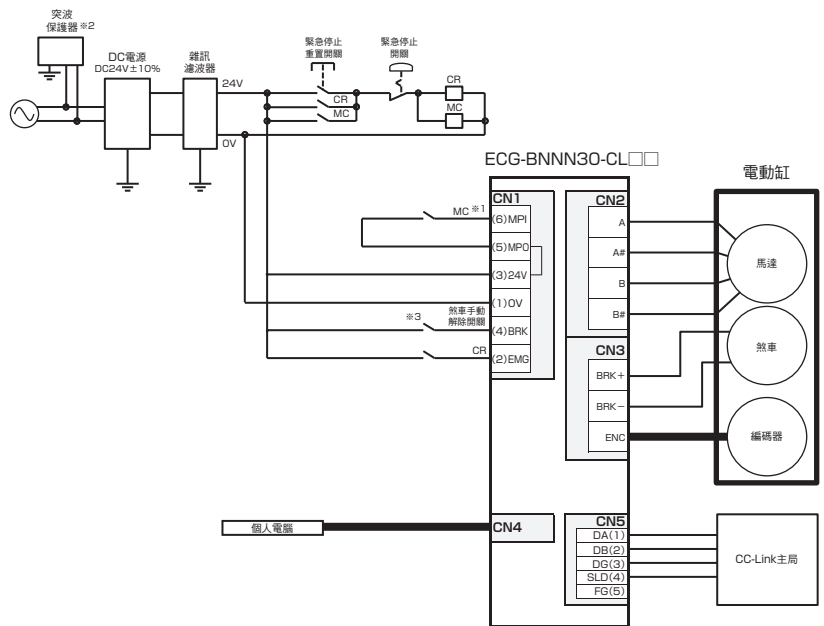 突波
保護器※2
DC電源
DC24V±10%
雜訊
濾波器
24V
0V
緊急停止
重置開關
緊急停止
開關
CR
MC
CR
MC
ECG-BNNN30-CL□□
電動缸
CN1
MC ※1
(6)MPI
(5)MPO
(3)24V
(1)0V
※3
煞車手動
解除開關
(4)BRK
CR
(2)EMG
CN2
A
A#
B
B#
CN3
BRK+
BRK−
ENC
馬達
煞車
編碼器
個人電腦
CN4
CN5
DA(1)
DB(2)
DG(3)
SLD(4)
FG(5)
CC-Link主局